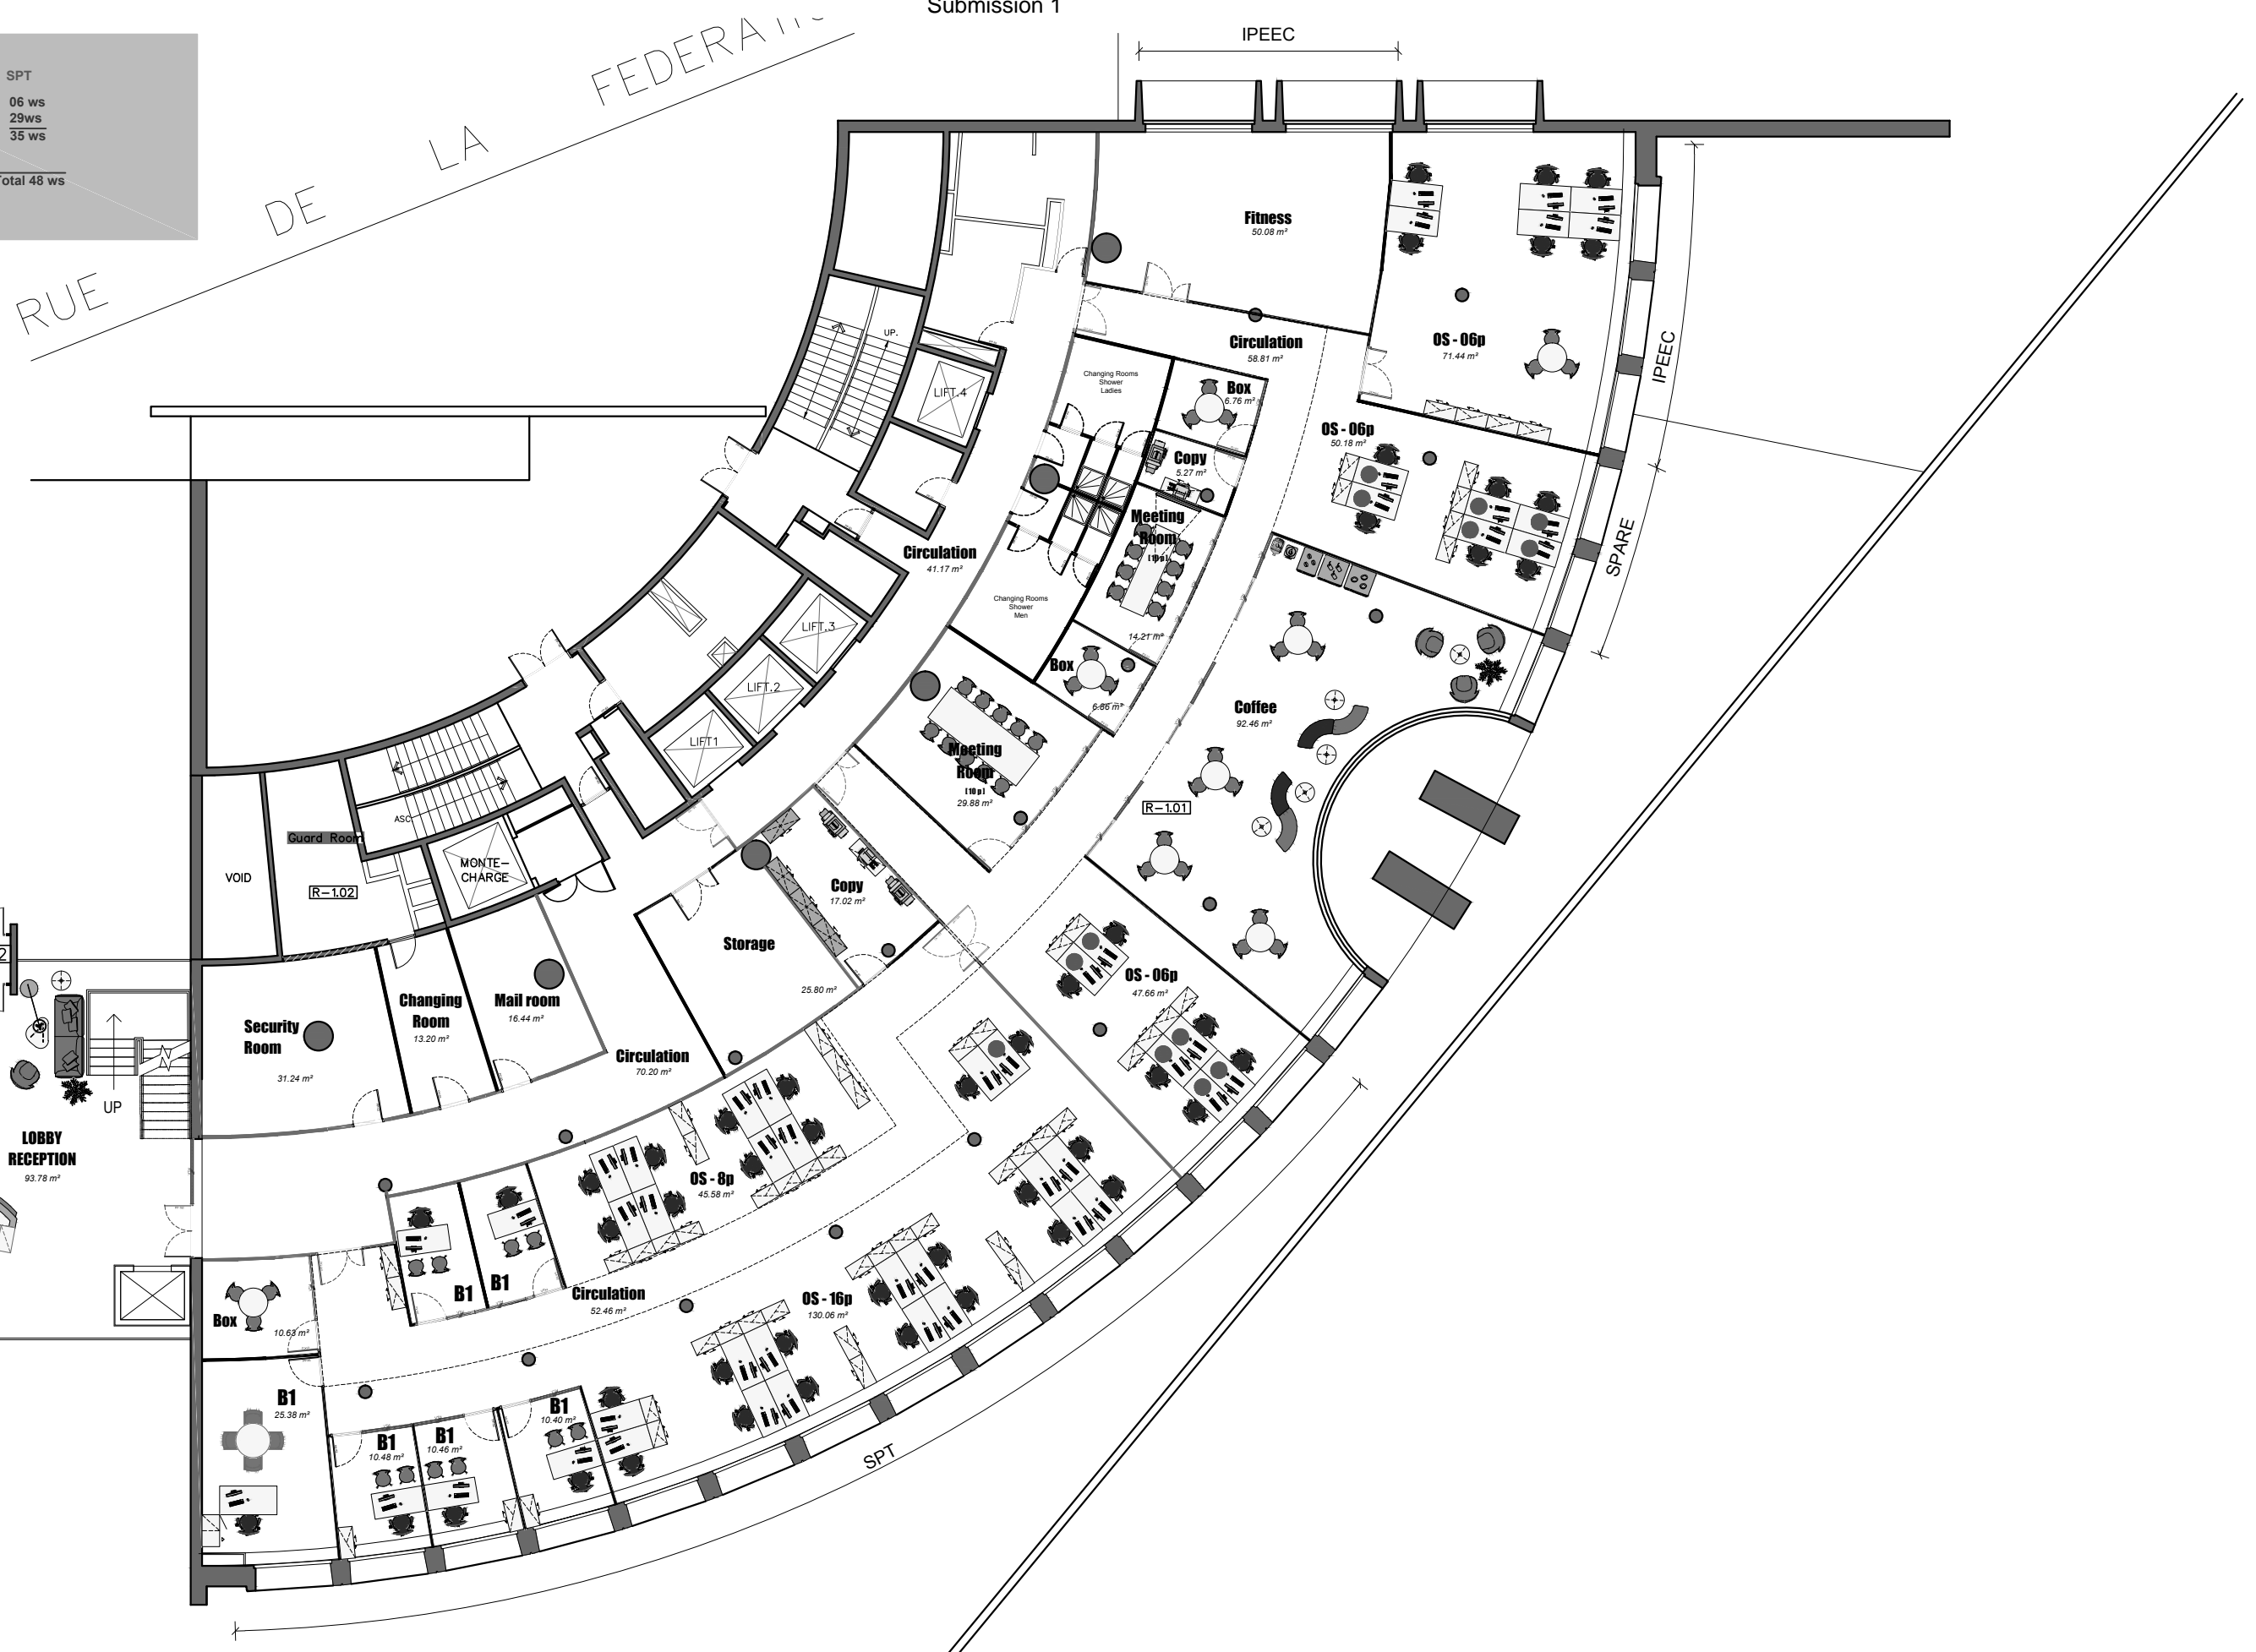 Submission 1
IPEEC
SPT
06 ws
29ws
35 ws
Total 48 ws
RUE DE LA
Fitness
50.08 m²
UP.
OS - 06p
71.44 m²
IPEEC
Circulation
58.81 m²
LIFT.4
Changing Rooms
Shower
Ladies
Box
6.76 m²
OS - 06p
50.18 m²
Copy
5.27 m²
Meeting
Room
[10 p]
14.21 m²
SPARE
Circulation
41.17 m²
Changing Rooms
Shower
Men
LIFT.3
LIFT.2
LIFT1
Box
6.86 m²
Coffee
92.46 m²
Meeting
Room
[10 p]
29.88 m²
R-1.01
ASC.
Guard Room
R-1.02
VOID
MONTE-
CHARGE
Copy
17.02 m²
Storage
25.80 m²
OS - 06p
47.66 m²
Changing
Room
13.20 m²
Mail room
16.44 m²
Security
Room
31.24 m²
Circulation
70.20 m²
UP
LOBBY
RECEPTION
93.78 m²
OS - 8p
45.58 m²
B1
B1
Circulation
52.46 m²
OS - 16p
130.06 m²
Box
10.63 m²
B1
25.38 m²
B1
10.48 m²
B1
10.46 m²
B1
10.40 m²
SPT